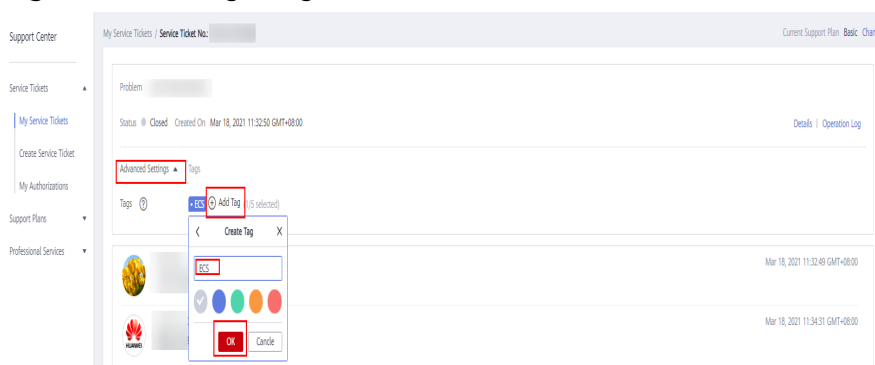 Support Center
My Service Tickets / Service Ticket No.:
Current Support Plan Basic Chan
Service Tickets
Problem
My Service Tickets
Status Closed Created On Mar 18, 2021 11:32:50 GMT+08:00
Details | Operation Log
Create Service Ticket
Advanced Settings Tags
My Authorizations
Tags ? • ECS Add Tag 1/5 selected)
Support Plans
< Create Tag X
Professional Services
Mar 18, 2021 11:32:49 GMT+08:00
ECS
Mar 18, 2021 11:34:31 GMT+08:00
HUAWEI
OK Cancle